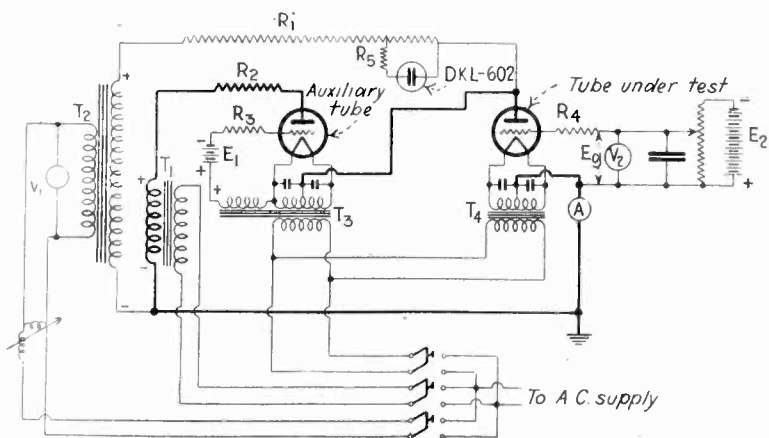 Ri
R5
DKL-602
R2
Auxiliary
tube
Tube under test
T2
R3
R4
E1
Eg
V2
E2
V1
T1
T3
T4
A
To A.C. supply